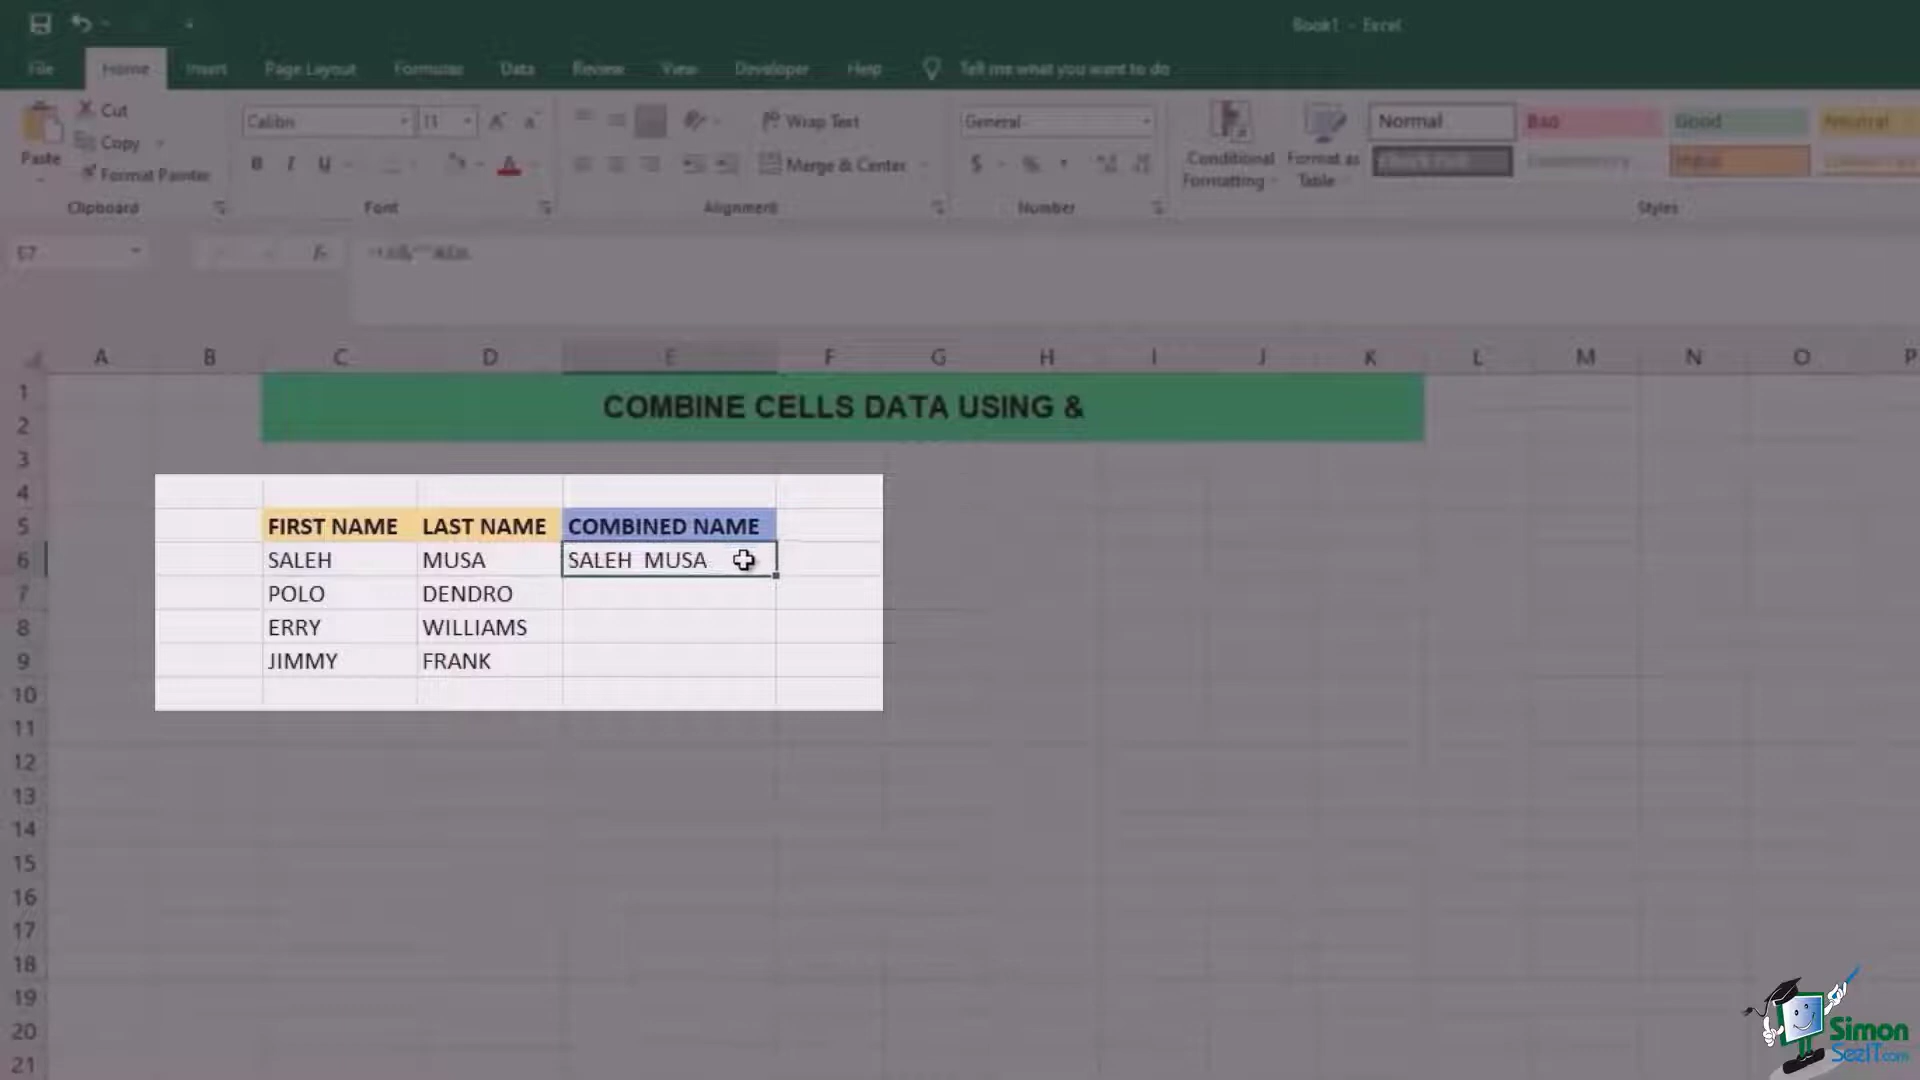 Book1 - Excel
File Home Insert Page Layout Formulas Data Review View Developer Help Tell me what you want to do
Cut
Copy
Format Painter
Paste
Clipboard
Calibri 11
B I U
Font
Wrap Text
Merge & Center
Alignment
General
$ %
Number
Conditional Formatting
Format as Table
Normal Bad Good Neutral
Styles
E7
A B C D E F G H I J K L M N O P
1
COMBINE CELLS DATA USING &
2
3
4
5 FIRST NAME LAST NAME COMBINED NAME
6 SALEH MUSA SALEH  MUSA
7 POLO DENDRO
8 ERRY WILLIAMS
9 JIMMY FRANK
10
11
12
13
14
15
16
17
18
19
20
21
Simon
SezIT.com